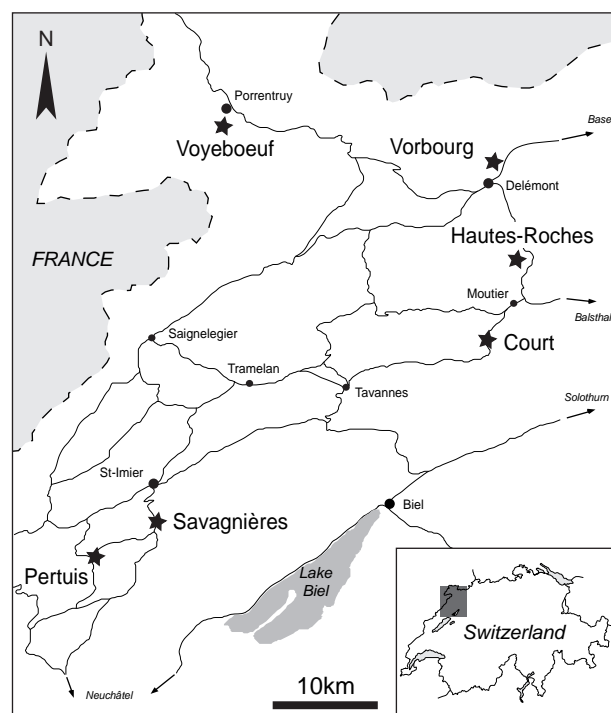 N
Porrentruy
Voyeboeuf
Vorbourg
Base
Delémont
Hautes-Roches
FRANCE
Moutier
Balsthal
Saignelegier
Court
Tramelan
Tavannes
Solothurn
St-Imier
Biel
Savagnières
Pertuis
Lake
Biel
Switzerland
Neuchâtel
10km